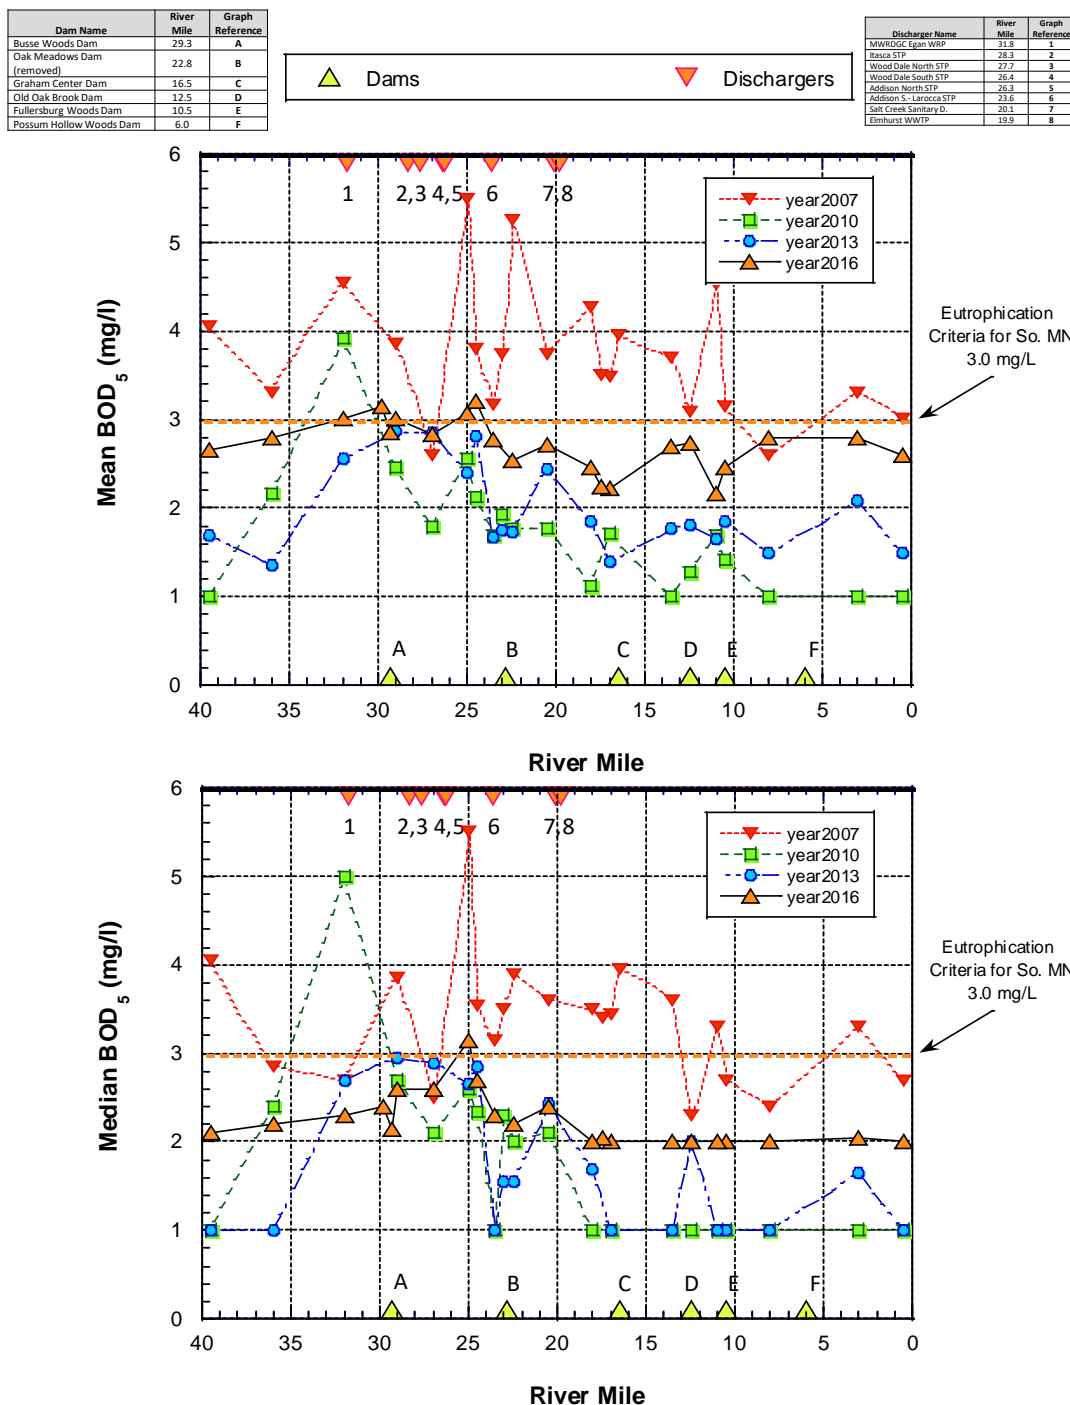 Dam Name River Mile Graph Reference
Busse Woods Dam 29.3 A
Oak Meadows Dam (removed) 22.8 B
Graham Center Dam 16.5 C
Old Oak Brook Dam 12.5 D
Fullersburg Woods Dam 10.5 E
Possum Hollow Woods Dam 6.0 F
Dams Dischargers
Discharger Name River Mile Graph Reference
MWRDGC Egan WRP 31.8 1
Itasca STP 28.3 2
Wood Dale North STP 27.7 3
Wood Dale South STP 26.4 4
Addison North STP 26.3 5
Addison S.- Larocca STP 23.6 6
Salt Creek Sanitary D. 20.1 7
Elmhurst WWTP 19.9 8
6
5
4
3
2
1
0
Mean BOD5 (mg/l)
1 2,3 4,5 6 7,8
year2007
year2010
year2013
year2016
Eutrophication
Criteria for So. MN
3.0 mg/L
A B C D E F
40 35 30 25 20 15 10 5 0
River Mile
6
5
4
3
2
1
0
Median BOD5 (mg/l)
1 2,3 4,5 6 7,8
year2007
year2010
year2013
year2016
Eutrophication
Criteria for So. MN
3.0 mg/L
A B C D E F
40 35 30 25 20 15 10 5 0
River Mile